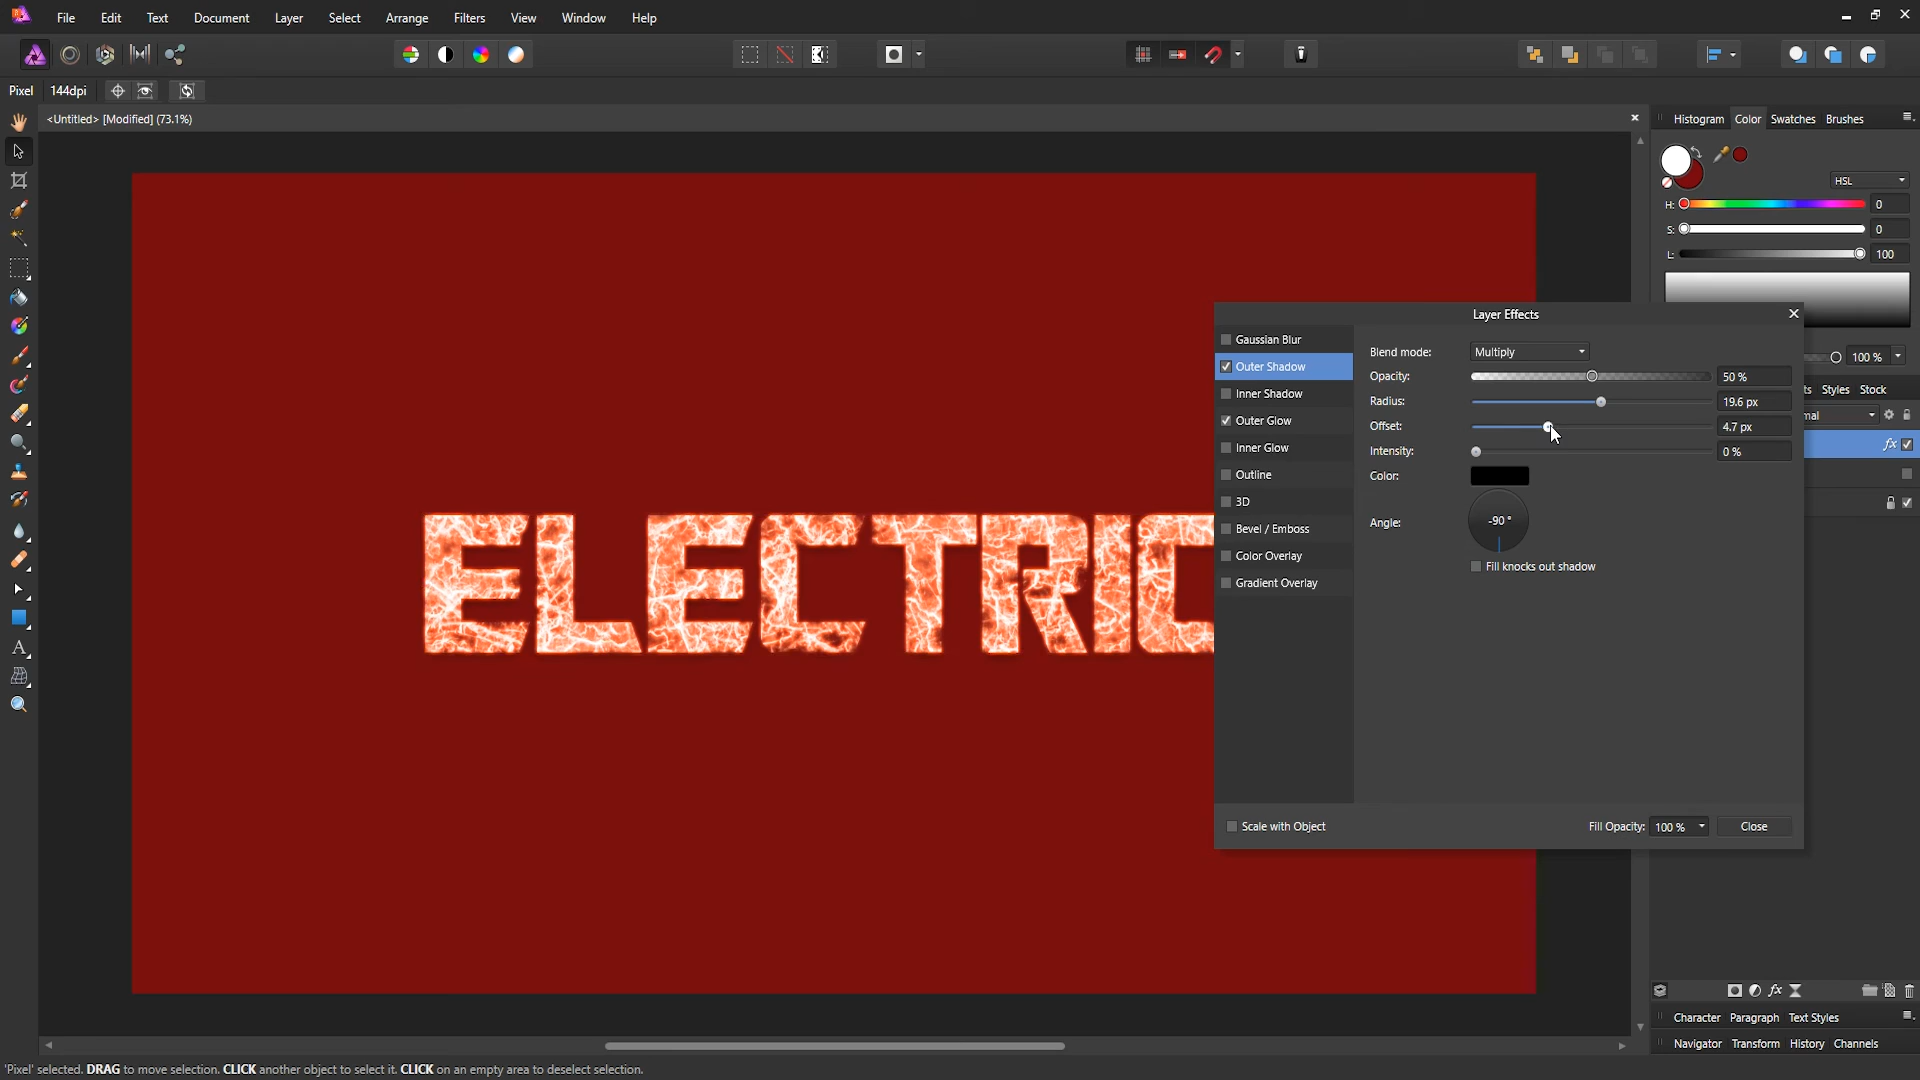 File Edit Text Document Layer Select Arrange Filters View Window Help
Pixel 144dpi
<Untitled> [Modified] (73.1%)
Histogram Color Swatches Brushes
HSL
H: 0
S: 0
L: 100
100 %
Styles Stock
ELECTRIC
Layer Effects
Gaussian Blur
Outer Shadow
Inner Shadow
Outer Glow
Inner Glow
Outline
3D
Bevel / Emboss
Color Overlay
Gradient Overlay
Blend mode: Multiply
Opacity: 50 %
Radius: 19.6 px
Offset: 4.7 px
Intensity: 0 %
Color:
Angle: -90 °
Fill knocks out shadow
Scale with Object
Fill Opacity: 100 % Close
fx
fx
Character Paragraph Text Styles
Navigator Transform History Channels
'Pixel' selected. DRAG to move selection. CLICK another object to select it. CLICK on an empty area to deselect selection.